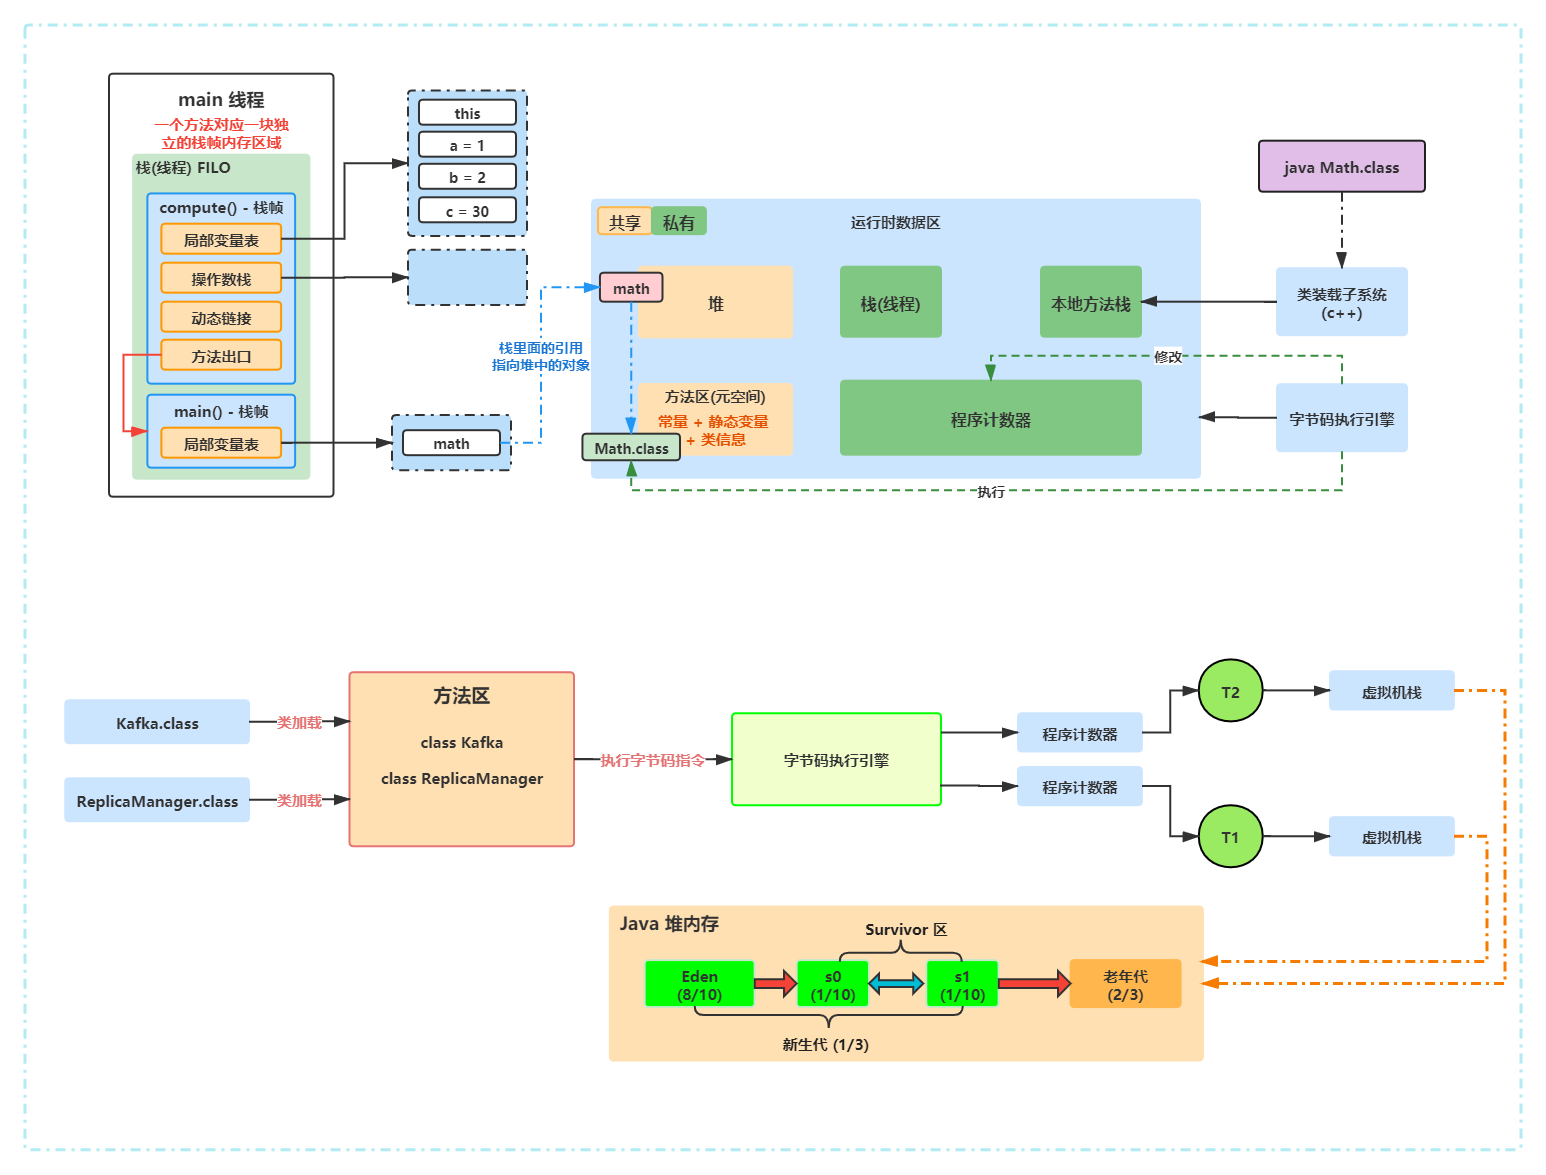 main 线程
一个方法对应一块独
立的栈帧内存区域
栈(线程) FILO
compute() - 栈帧
局部变量表
操作数栈
动态链接
方法出口
main() - 栈帧
局部变量表
this
a = 1
b = 2
c = 30
math
栈里面的引用
指向堆中的对象
共享
私有
运行时数据区
math
堆
栈(线程)
本地方法栈
方法区(元空间)
常量 + 静态变量
+ 类信息
Math.class
程序计数器
java Math.class
类装载子系统
(c++)
修改
字节码执行引擎
执行
Kafka.class
类加载
ReplicaManager.class
类加载
方法区
class Kafka
class ReplicaManager
执行字节码指令
字节码执行引擎
程序计数器
程序计数器
T2
虚拟机栈
T1
虚拟机栈
Java 堆内存
Survivor 区
Eden
(8/10)
s0
(1/10)
s1
(1/10)
老年代
(2/3)
新生代 (1/3)